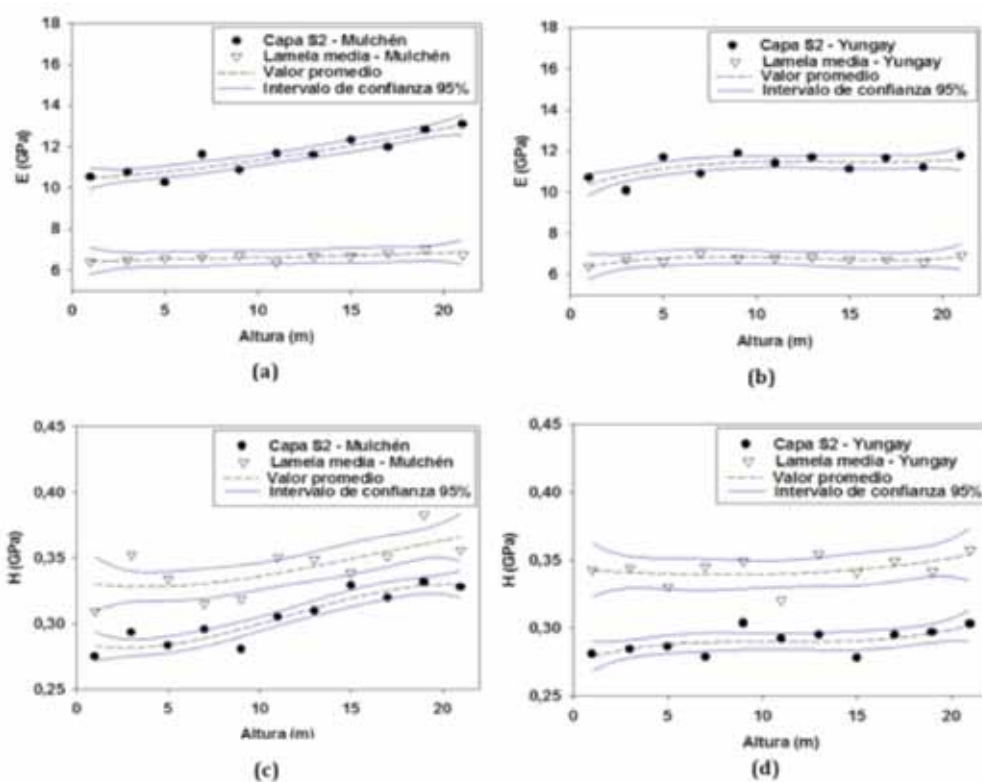 18
16
14
12
10
8
6
E (GPa)
● Capa S2 - Mulchén
▽ Lamela media - Mulchén
Valor promedio
Intervalo de confianza 95%
0 5 10 15 20
Altura (m)
(a)
18
16
14
12
10
8
6
E (GPa)
● Capa S2 - Yungay
▽ Lamela media - Yungay
Valor promedio
Intervalo de confianza 95%
0 5 10 15 20
Altura (m)
(b)
0,45
0,40
0,35
0,30
0,25
H (GPa)
● Capa S2 - Mulchén
▽ Lamela media - Mulchén
Valor promedio
Intervalo de confianza 95%
0 5 10 15 20
Altura (m)
(c)
0,45
0,40
0,35
0,30
0,25
H (GPa)
● Capa S2 - Yungay
▽ Lamela media - Yungay
Valor promedio
Intervalo de confianza 95%
0 5 10 15 20
Altura (m)
(d)